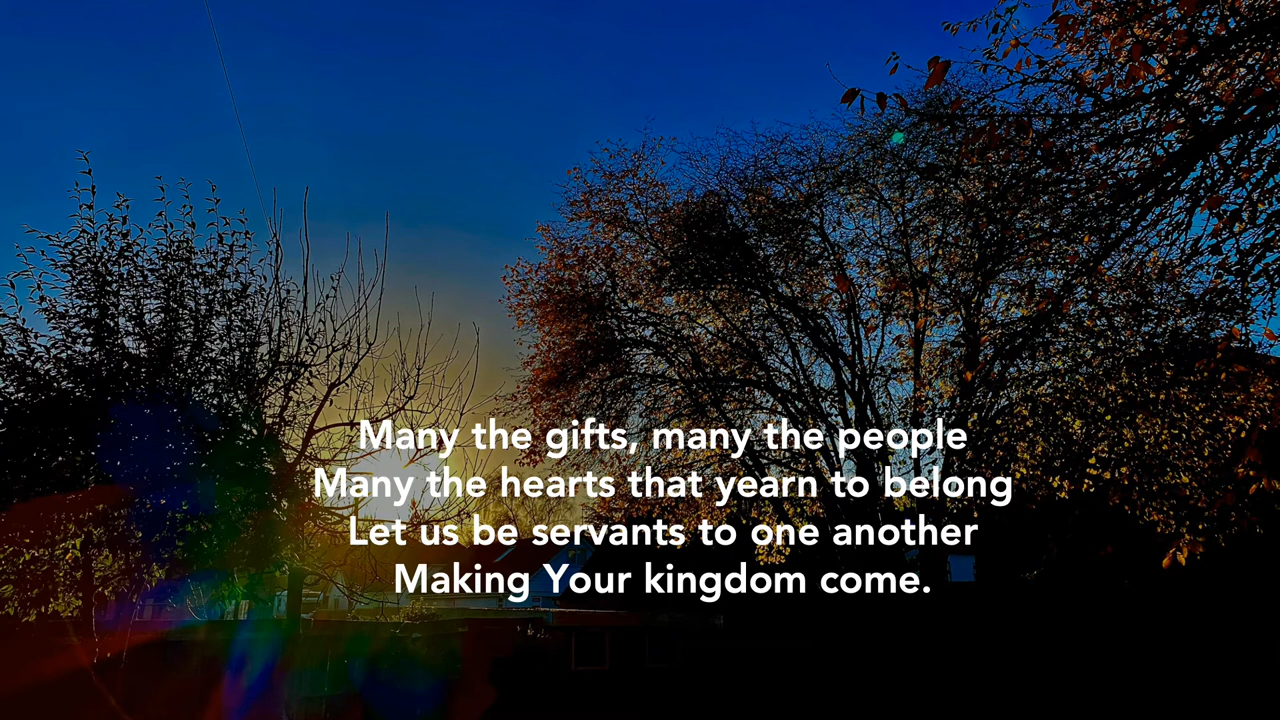 Many the gifts, many the people
Many the hearts that yearn to belong
Let us be servants to one another
Making Your kingdom come.